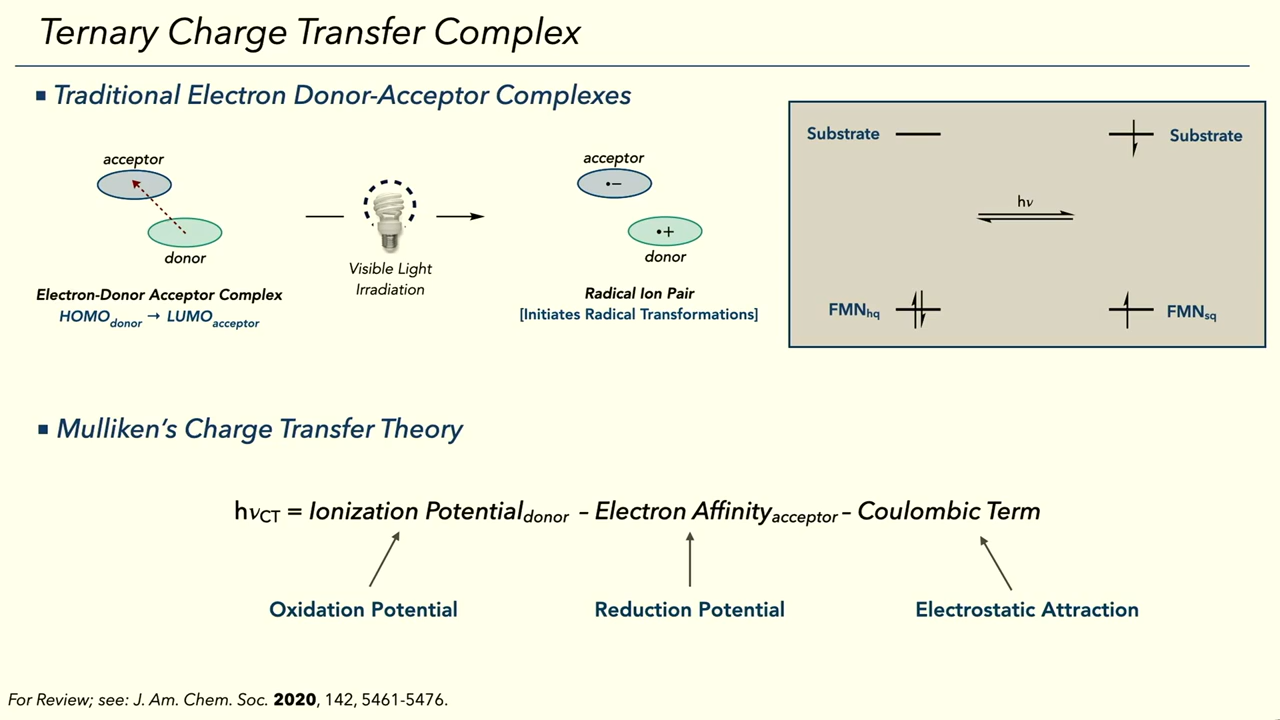 Ternary Charge Transfer Complex
▪ Traditional Electron Donor-Acceptor Complexes
acceptor
donor
Electron-Donor Acceptor Complex
HOMOdonor → LUMOacceptor
Visible Light
Irradiation
acceptor
•−
•+
donor
Radical Ion Pair
[Initiates Radical Transformations]
Substrate
Substrate
hν
FMNhq
FMNsq
▪ Mulliken’s Charge Transfer Theory
hνCT = Ionization Potentialdonor – Electron Affinityacceptor – Coulombic Term
Oxidation Potential
Reduction Potential
Electrostatic Attraction
For Review; see: J. Am. Chem. Soc. 2020, 142, 5461-5476.